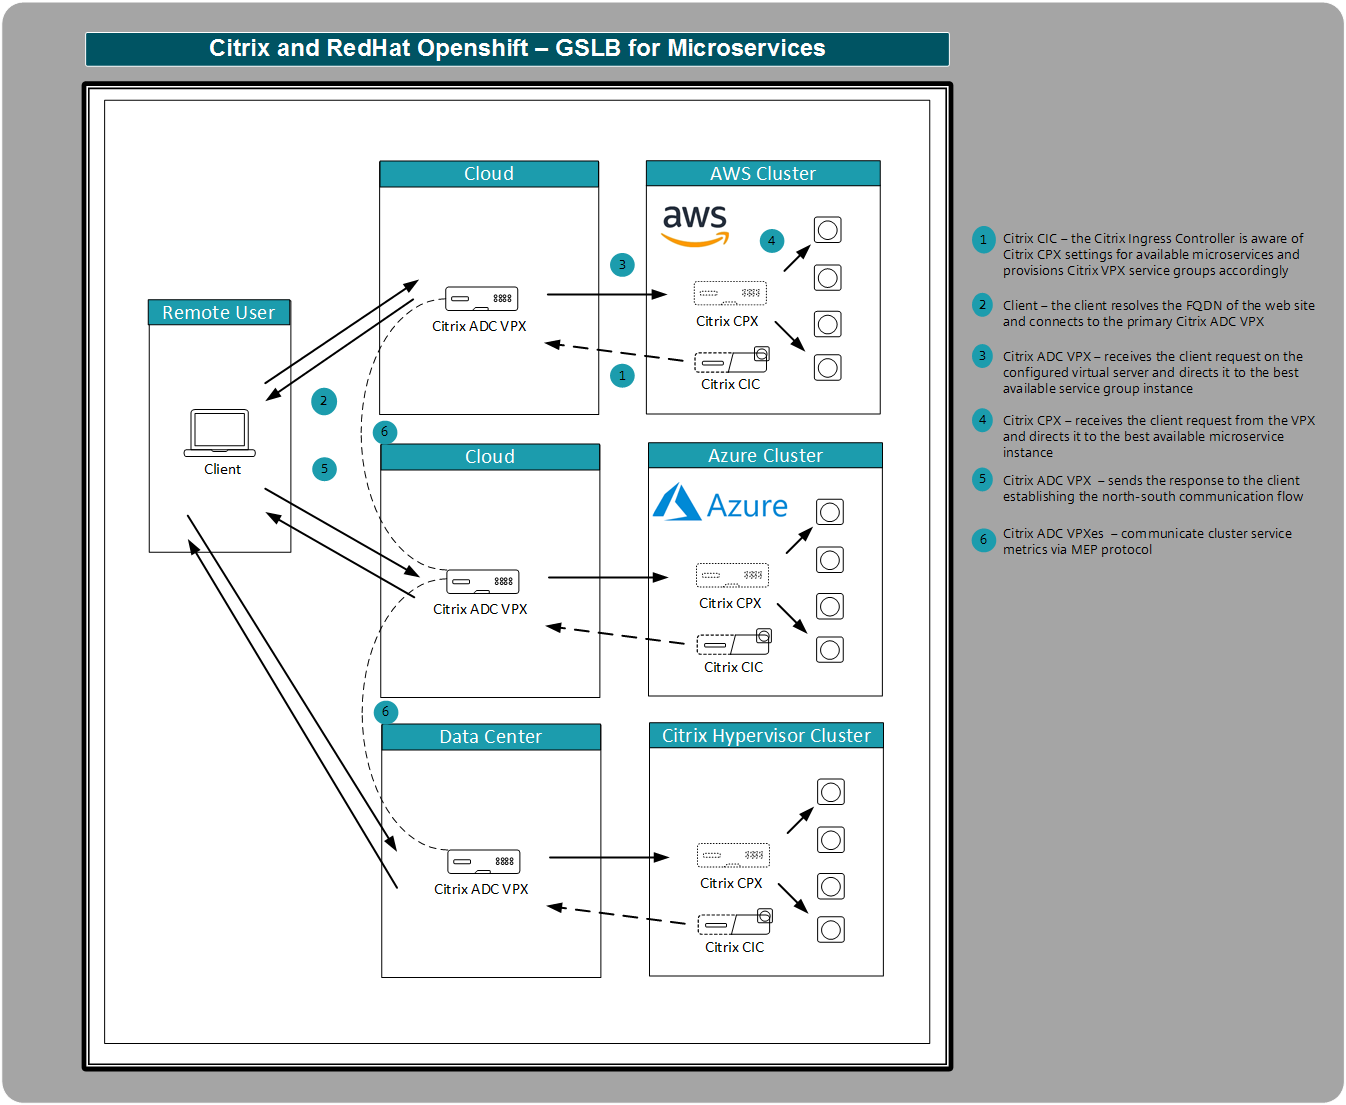 Citrix and RedHat Openshift – GSLB for Microservices
Cloud
AWS Cluster
aws
4
3
Citrix ADC VPX
Citrix CPX
1
Citrix CIC
Remote User
2
Client
5
6
Cloud
Azure Cluster
Azure
Citrix ADC VPX
Citrix CPX
Citrix CIC
6
Data Center
Citrix Hypervisor Cluster
Citrix ADC VPX
Citrix CPX
Citrix CIC
1 Citrix CIC – the Citrix Ingress Controller is aware of
Citrix CPX settings for available microservices and
provisions Citrix VPX service groups accordingly
2 Client – the client resolves the FQDN of the web site
and connects to the primary Citrix ADC VPX
3 Citrix ADC VPX – receives the client request on the
configured virtual server and directs it to the best
available service group instance
4 Citrix CPX – receives the client request from the VPX
and directs it to the best available microservice
instance
5 Citrix ADC VPX – sends the response to the client
establishing the north-south communication flow
6 Citrix ADC VPXes – communicate cluster service
metrics via MEP protocol